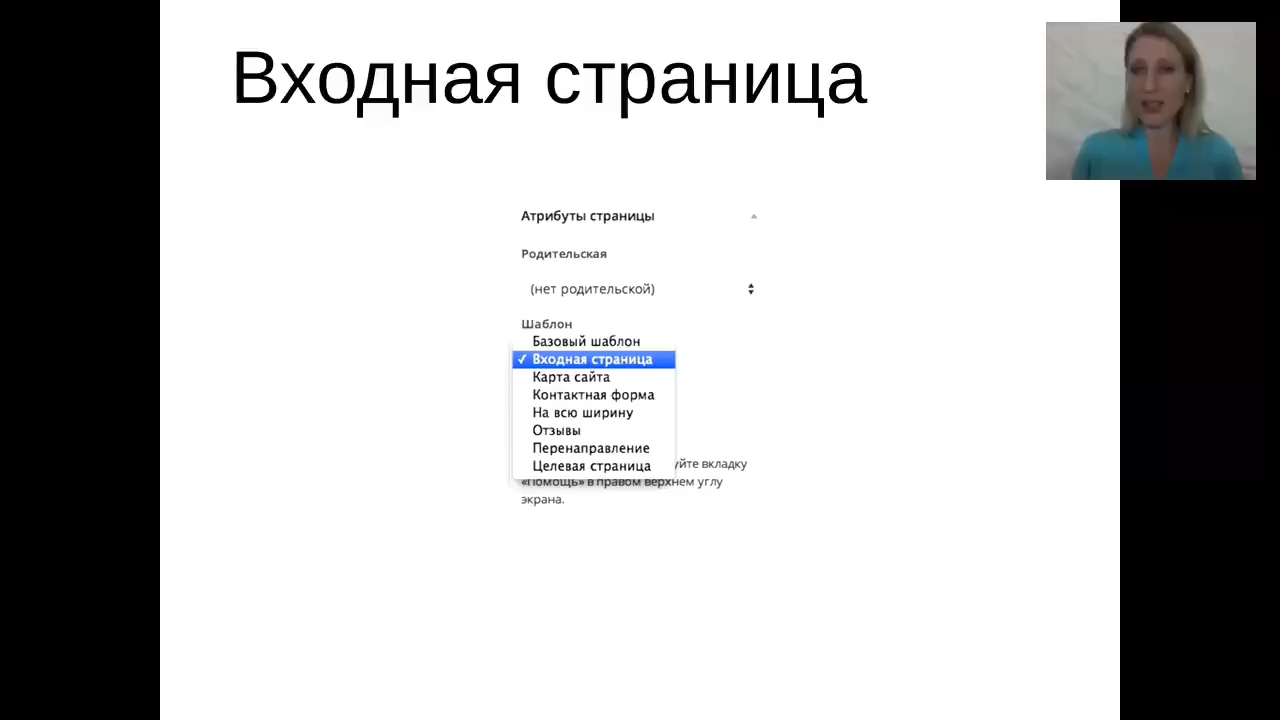 Входная страница
Атрибуты страницы
Родительская
(нет родительской)
Шаблон
Базовый шаблон
✓ Входная страница
Карта сайта
Контактная форма
На всю ширину
Отзывы
Перенаправление
Целевая страница
уйте вкладку
«Помощь» в правом верхнем углу
экрана.